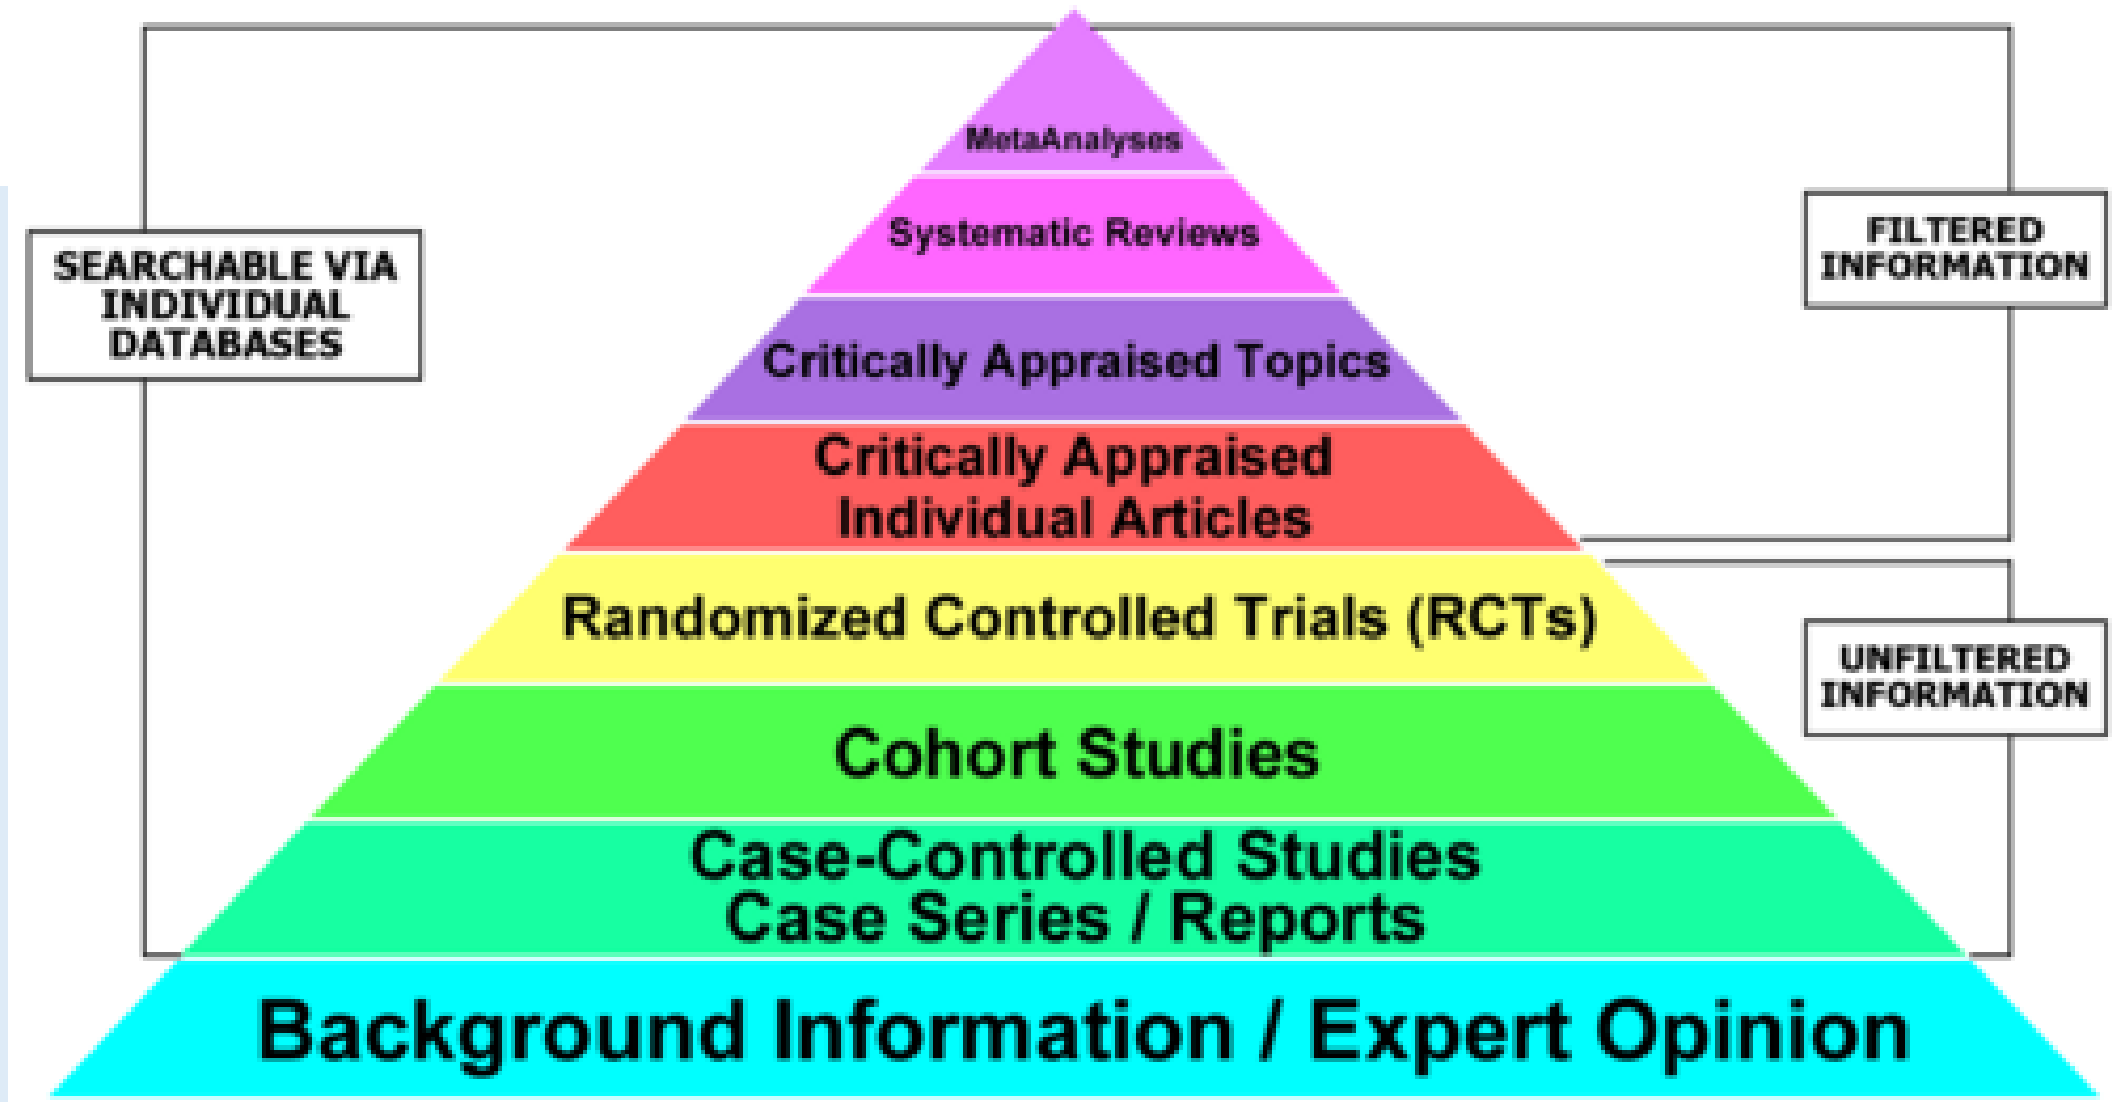 MetaAnalyses
Systematic Reviews
SEARCHABLE VIA
INDIVIDUAL
DATABASES
FILTERED
INFORMATION
Critically Appraised Topics
Critically Appraised
Individual Articles
Randomized Controlled Trials (RCTs)
UNFILTERED
INFORMATION
Cohort Studies
Case-Controlled Studies
Case Series / Reports
Background Information / Expert Opinion